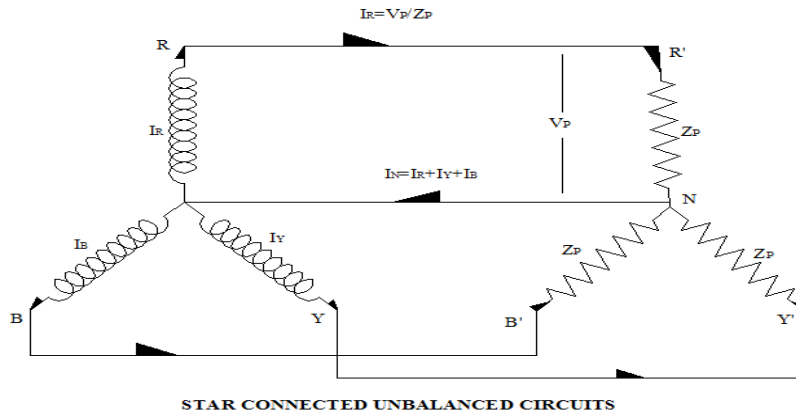 IR=VP/ZP
R
R'
IR
VP
ZP
IN=IR+IY+IB
N
IB
IY
ZP
ZP
B
Y
B'
Y'
STAR CONNECTED UNBALANCED CIRCUITS